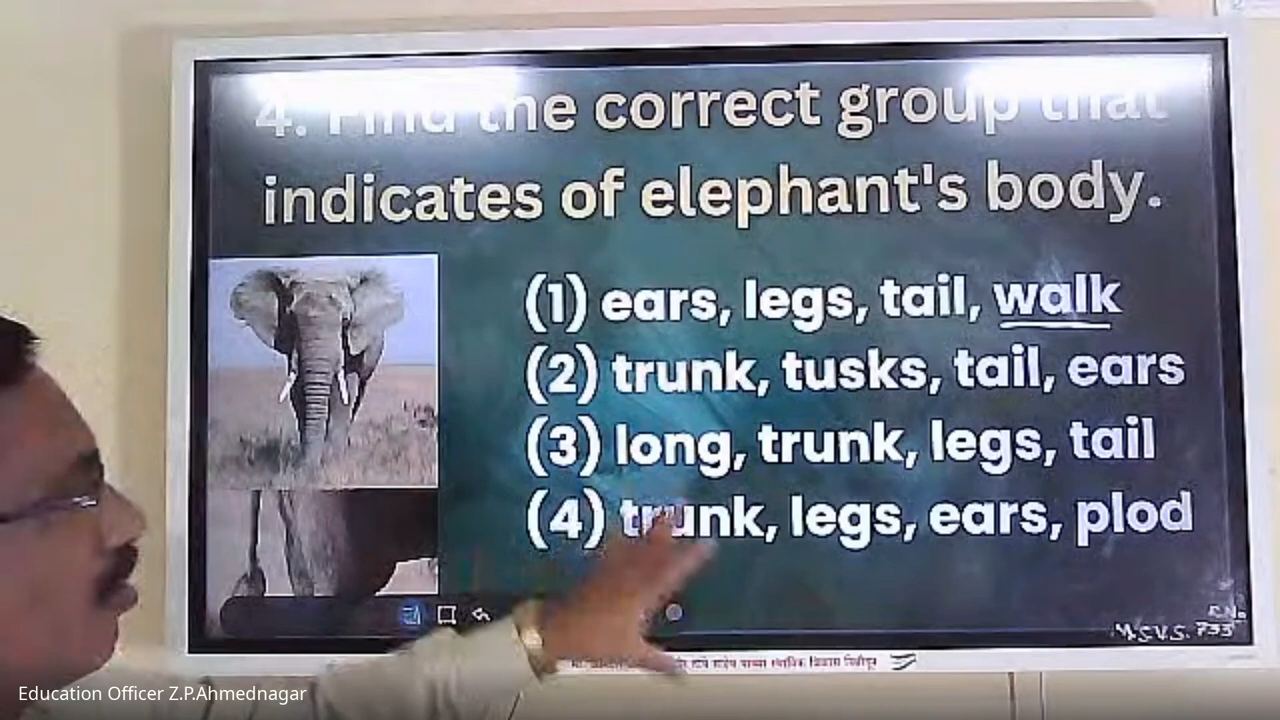 4. Find the correct group that
indicates of elephant's body.
(1) ears, legs, tail, walk
(2) trunk, tusks, tail, ears
(3) long, trunk, legs, tail
(4) trunk, legs, ears, plod
M.S.V.S. 733
Education Officer Z.P.Ahmednagar